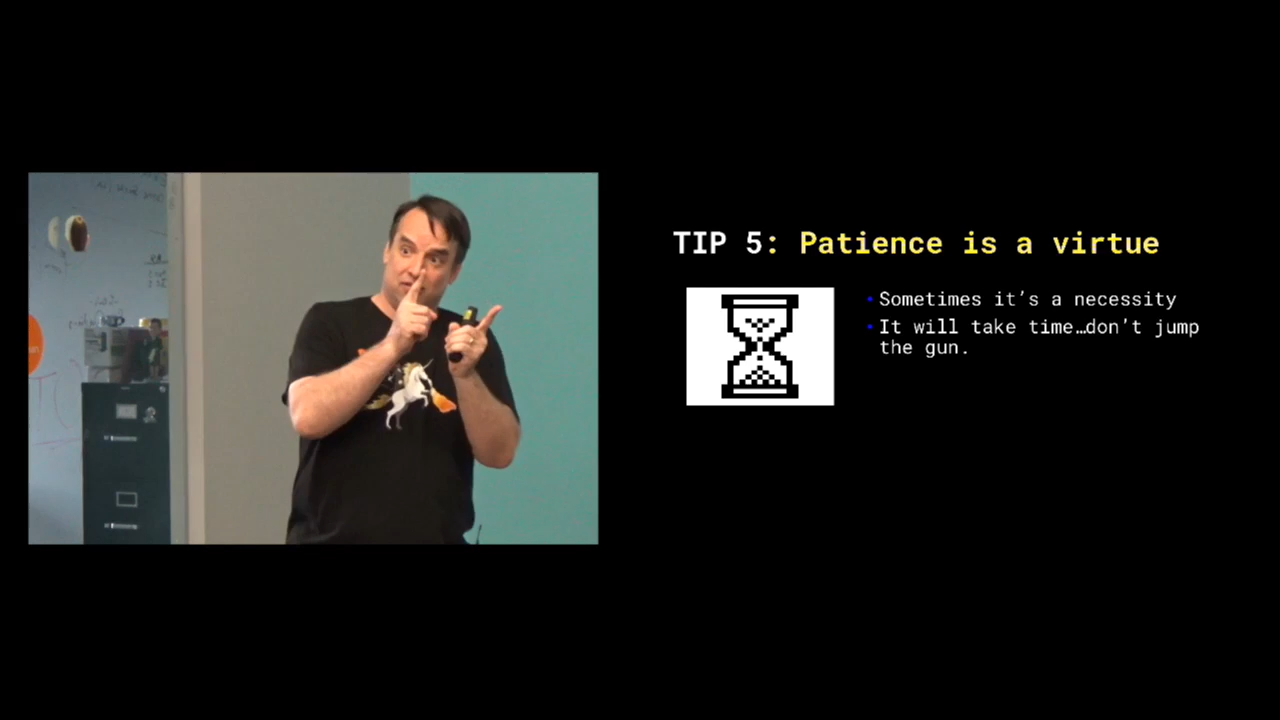 TIP 5: Patience is a virtue
• Sometimes it's a necessity
• It will take time…don't jump
the gun.